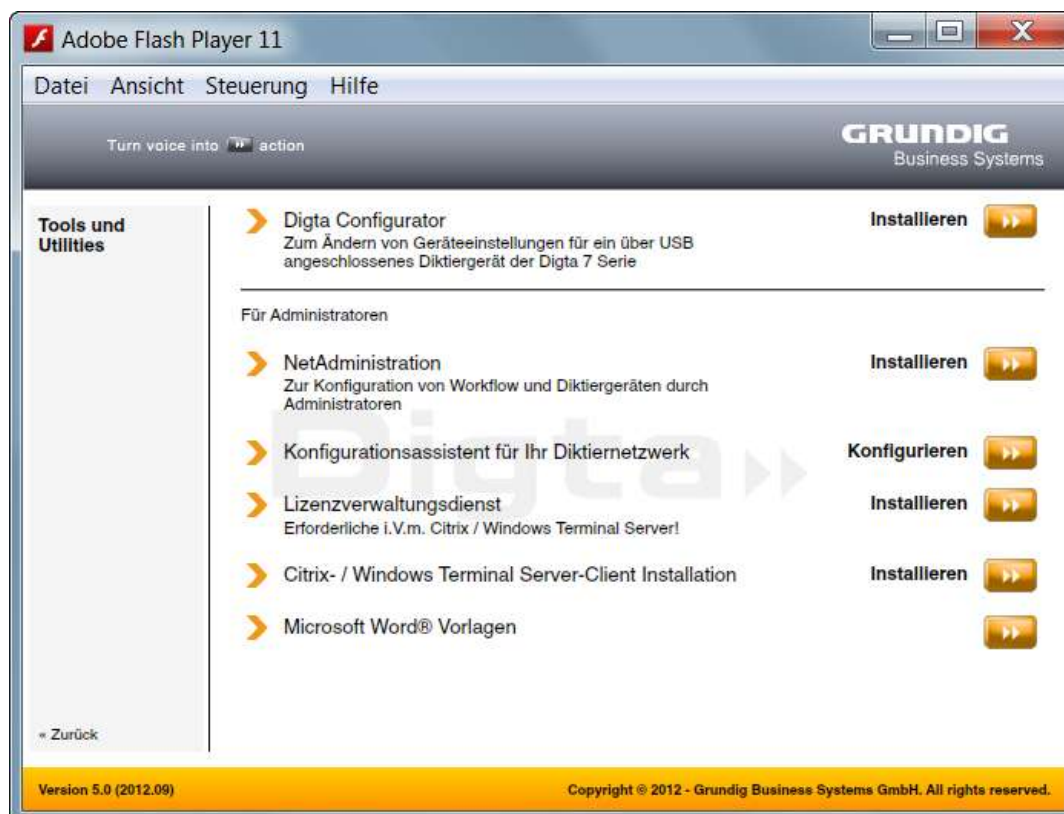 Adobe Flash Player 11
Datei Ansicht Steuerung Hilfe
Turn voice into action
GRUNDIG
Business Systems
Tools und
Utilities
Digta Configurator
Installieren
Zum Ändern von Geräteeinstellungen für ein über USB
angeschlossenes Diktiergerät der Digta 7 Serie
Für Administratoren
NetAdministration
Installieren
Zur Konfiguration von Workflow und Diktiergeräten durch
Administratoren
Digta
Konfigurationsassistent für Ihr Diktiernetzwerk
Konfigurieren
Lizenzverwaltungsdienst
Installieren
Erforderliche i.V.m. Citrix / Windows Terminal Server!
Citrix- / Windows Terminal Server-Client Installation
Installieren
Microsoft Word® Vorlagen
« Zurück
Version 5.0 (2012.09)
Copyright © 2012 - Grundig Business Systems GmbH. All rights reserved.